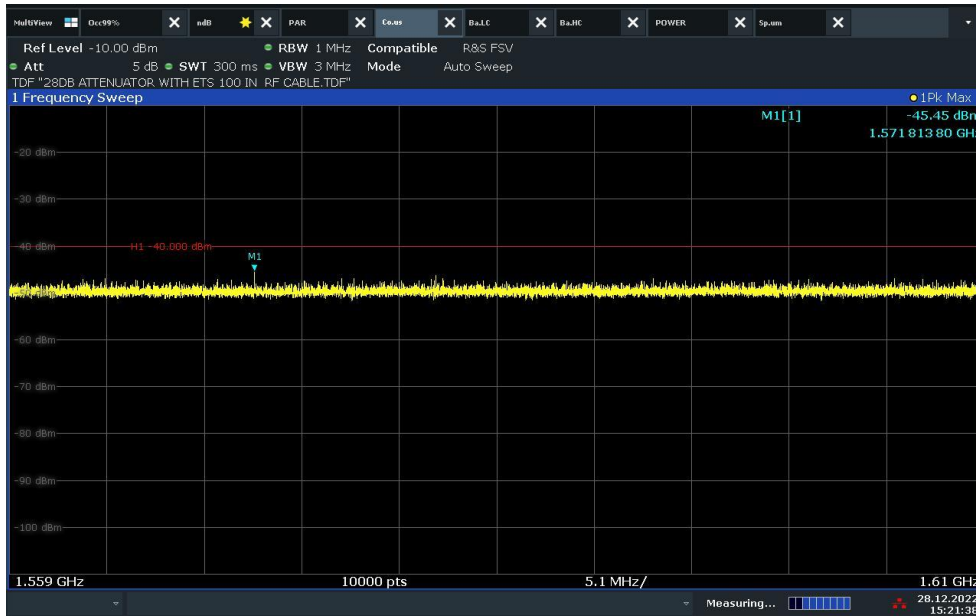 MultiView Occ99% ndB PAR Co.us Ba.LC Ba.HC POWER Sp.um
Ref Level -10.00 dBm RBW 1 MHz Compatible R&S FSV
Att 5 dB SWT 300 ms VBW 3 MHz Mode Auto Sweep
TDF "28DB ATTENUATOR WITH ETS 100 IN RF CABLE.TDF"
1 Frequency Sweep 1Pk Max
M1[1] -45.45 dBm
1.571 813 80 GHz
-20 dBm
-30 dBm
-40 dBm H1 -40.000 dBm
M1
-60 dBm
-70 dBm
-80 dBm
-90 dBm
-100 dBm
1.559 GHz 10000 pts 5.1 MHz/ 1.61 GHz
Measuring... 28.12.2022
15:21:36